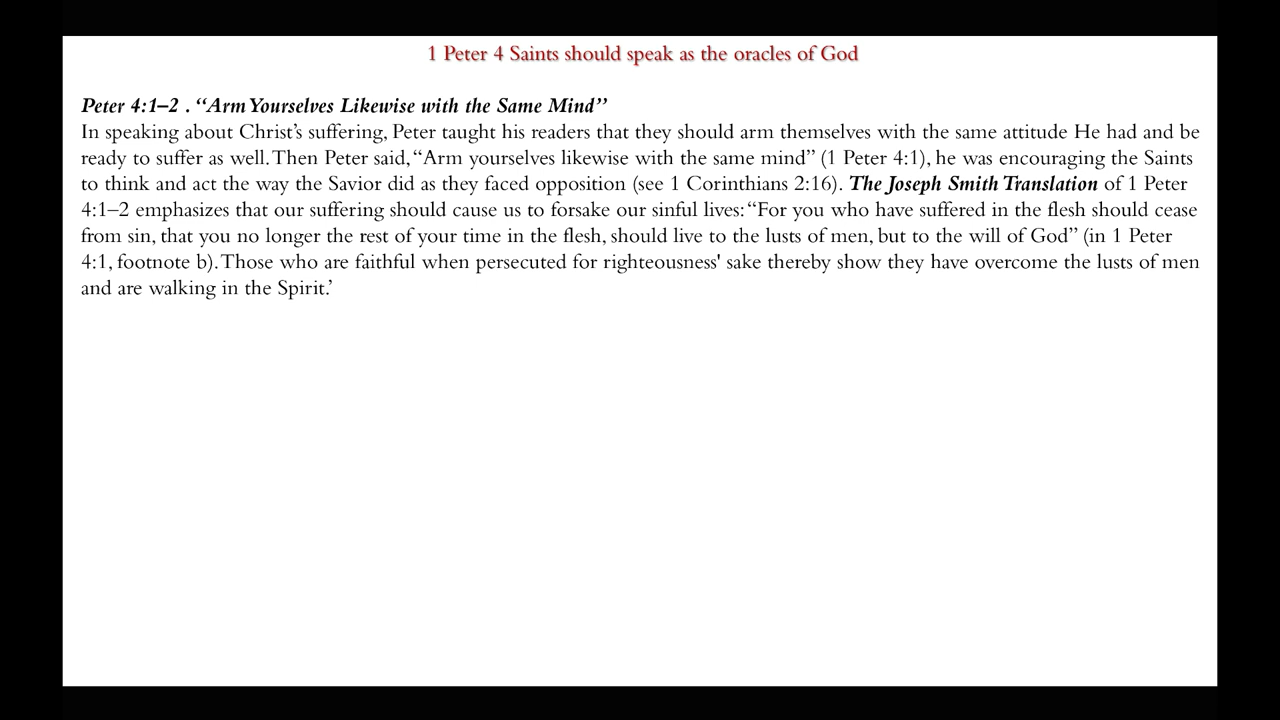 1 Peter 4 Saints should speak as the oracles of God
Peter 4:1–2 . “Arm Yourselves Likewise with the Same Mind”
In speaking about Christ’s suffering, Peter taught his readers that they should arm themselves with the same attitude He had and be
ready to suffer as well. Then Peter said, “Arm yourselves likewise with the same mind” (1 Peter 4:1), he was encouraging the Saints
to think and act the way the Savior did as they faced opposition (see 1 Corinthians 2:16). The Joseph Smith Translation of 1 Peter
4:1–2 emphasizes that our suffering should cause us to forsake our sinful lives: “For you who have suffered in the flesh should cease
from sin, that you no longer the rest of your time in the flesh, should live to the lusts of men, but to the will of God” (in 1 Peter
4:1, footnote b). Those who are faithful when persecuted for righteousness' sake thereby show they have overcome the lusts of men
and are walking in the Spirit.’